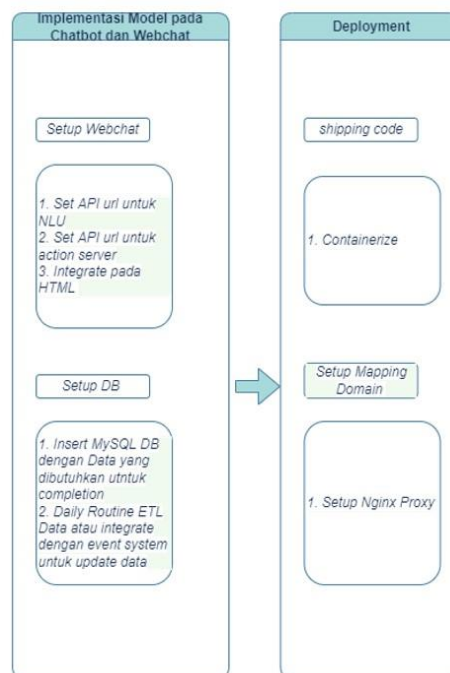 Implementasi Model pada
Chatbot dan Webchat
Setup Webchat
1. Set API url untuk
NLU
2. Set API url untuk
action server
3. Integrate pada
HTML
Setup DB
1. Insert MySQL DB
dengan Data yang
dibutuhkan utntuk
completion
2. Daily Routine ETL
Data atau integrate
dengan event system
untuk update data
Deployment
shipping code
1. Containerize
Setup Mapping
Domain
1. Setup Nginx Proxy